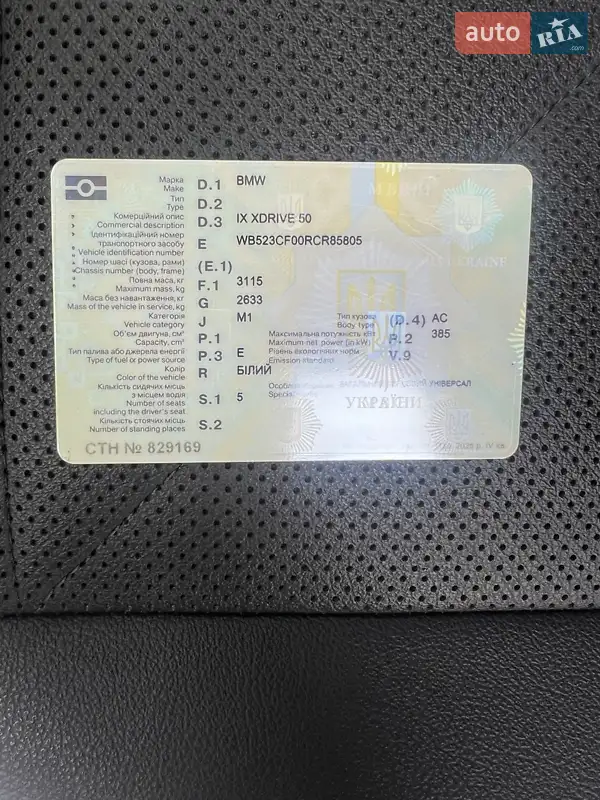 auto RIA .com
Марка
Make D.1 BMW
Тип
Type D.2
Комерційний опис
Commercial description D.3 IX XDRIVE 50
Ідентифікаційний номер
транспортного засобу E WB523CF00RCR85805
Vehicle identification number
Номер шасі (кузова, рами)
Chassis number (body, frame) (E.1)
Повна маса, кг
Maximum mass, kg F.1 3115
Маса без навантаження, кг
Mass of the vehicle in service, kg G 2633
Категорія Тип кузова
Vehicle category J M1 Body type (D.4) AC
Об'єм двигуна, см³ Максимальна потужність, кВт
Capacity, cm³ P.1 Maximum net power (in kW) P.2 385
Тип палива або джерела енергії Рівень екологічних норм
Type of fuel or power source P.3 E Emission standard V.9
Колір
Color of the vehicle R БІЛИЙ
Кількість сидячих місць Особливі УНІВЕРСАЛ
з місцем водія
Number of seats S.1 5
including the driver's seat УКРАЇНИ
Кількість стоячих місць
Number of standing places S.2
СТН № 829169